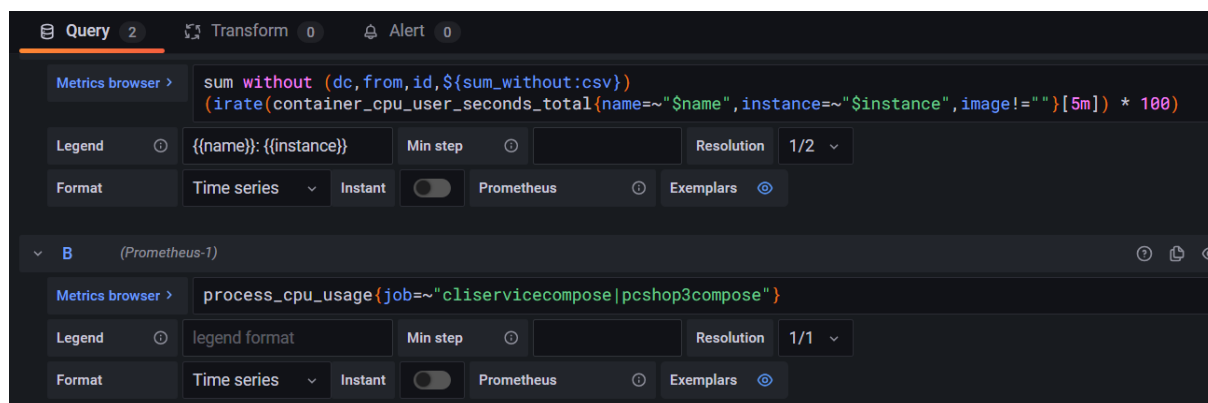 Query 2 Transform 0 Alert 0
Metrics browser > sum without (dc,from,id,${sum_without:csv})
(irate(container_cpu_user_seconds_total{name=~"$name",instance=~"$instance",image!=""}[5m]) * 100)
Legend {{name}}: {{instance}} Min step Resolution 1/2
Format Time series Instant Prometheus Exemplars
B (Prometheus-1)
Metrics browser > process_cpu_usage{job=~"cliservicecompose|pcshop3compose"}
Legend legend format Min step Resolution 1/1
Format Time series Instant Prometheus Exemplars